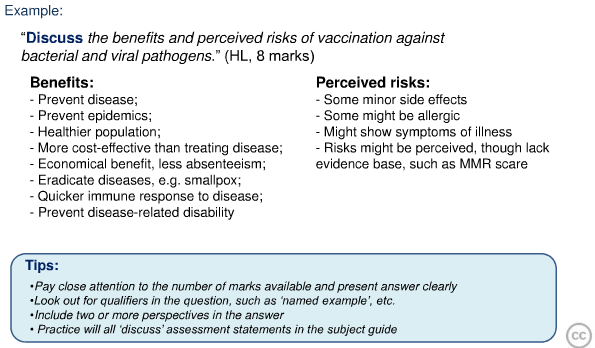 Example:
“Discuss the benefits and perceived risks of vaccination against
bacterial and viral pathogens.” (HL, 8 marks)
Benefits:
- Prevent disease;
- Prevent epidemics;
- Healthier population;
- More cost-effective than treating disease;
- Economical benefit, less absenteeism;
- Eradicate diseases, e.g. smallpox;
- Quicker immune response to disease;
- Prevent disease-related disability
Perceived risks:
- Some minor side effects
- Some might be allergic
- Might show symptoms of illness
- Risks might be perceived, though lack
evidence base, such as MMR scare
Tips:
•Pay close attention to the number of marks available and present answer clearly
•Look out for qualifiers in the question, such as ‘named example’, etc.
•Include two or more perspectives in the answer
• Practice will all ‘discuss’ assessment statements in the subject guide
cc